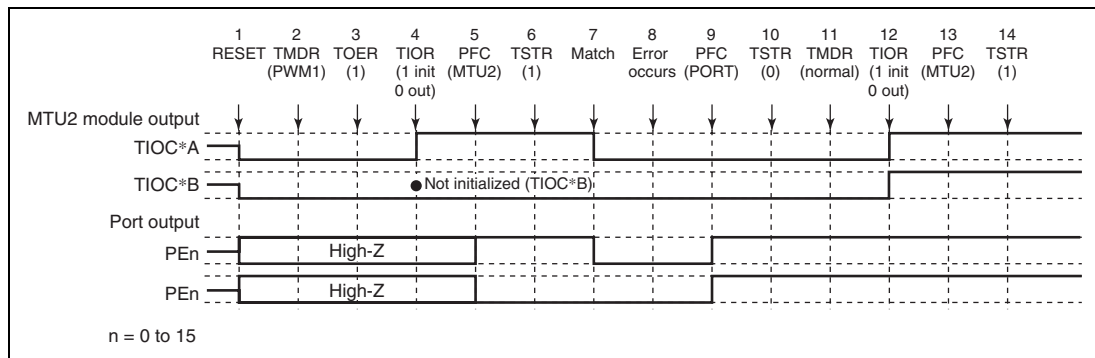 1 2 3 4 5 6 7 8 9 10 11 12 13 14
RESET TMDR TOER TIOR PFC TSTR Match Error PFC TSTR TMDR TIOR PFC TSTR
(PWM1) (1) (1 init (MTU2) (1) occurs (PORT) (0) (normal) (1 init (MTU2) (1)
0 out) 0 out)
MTU2 module output
TIOC*A
TIOC*B
Not initialized (TIOC*B)
Port output
PEn
High-Z
PEn
High-Z
n = 0 to 15